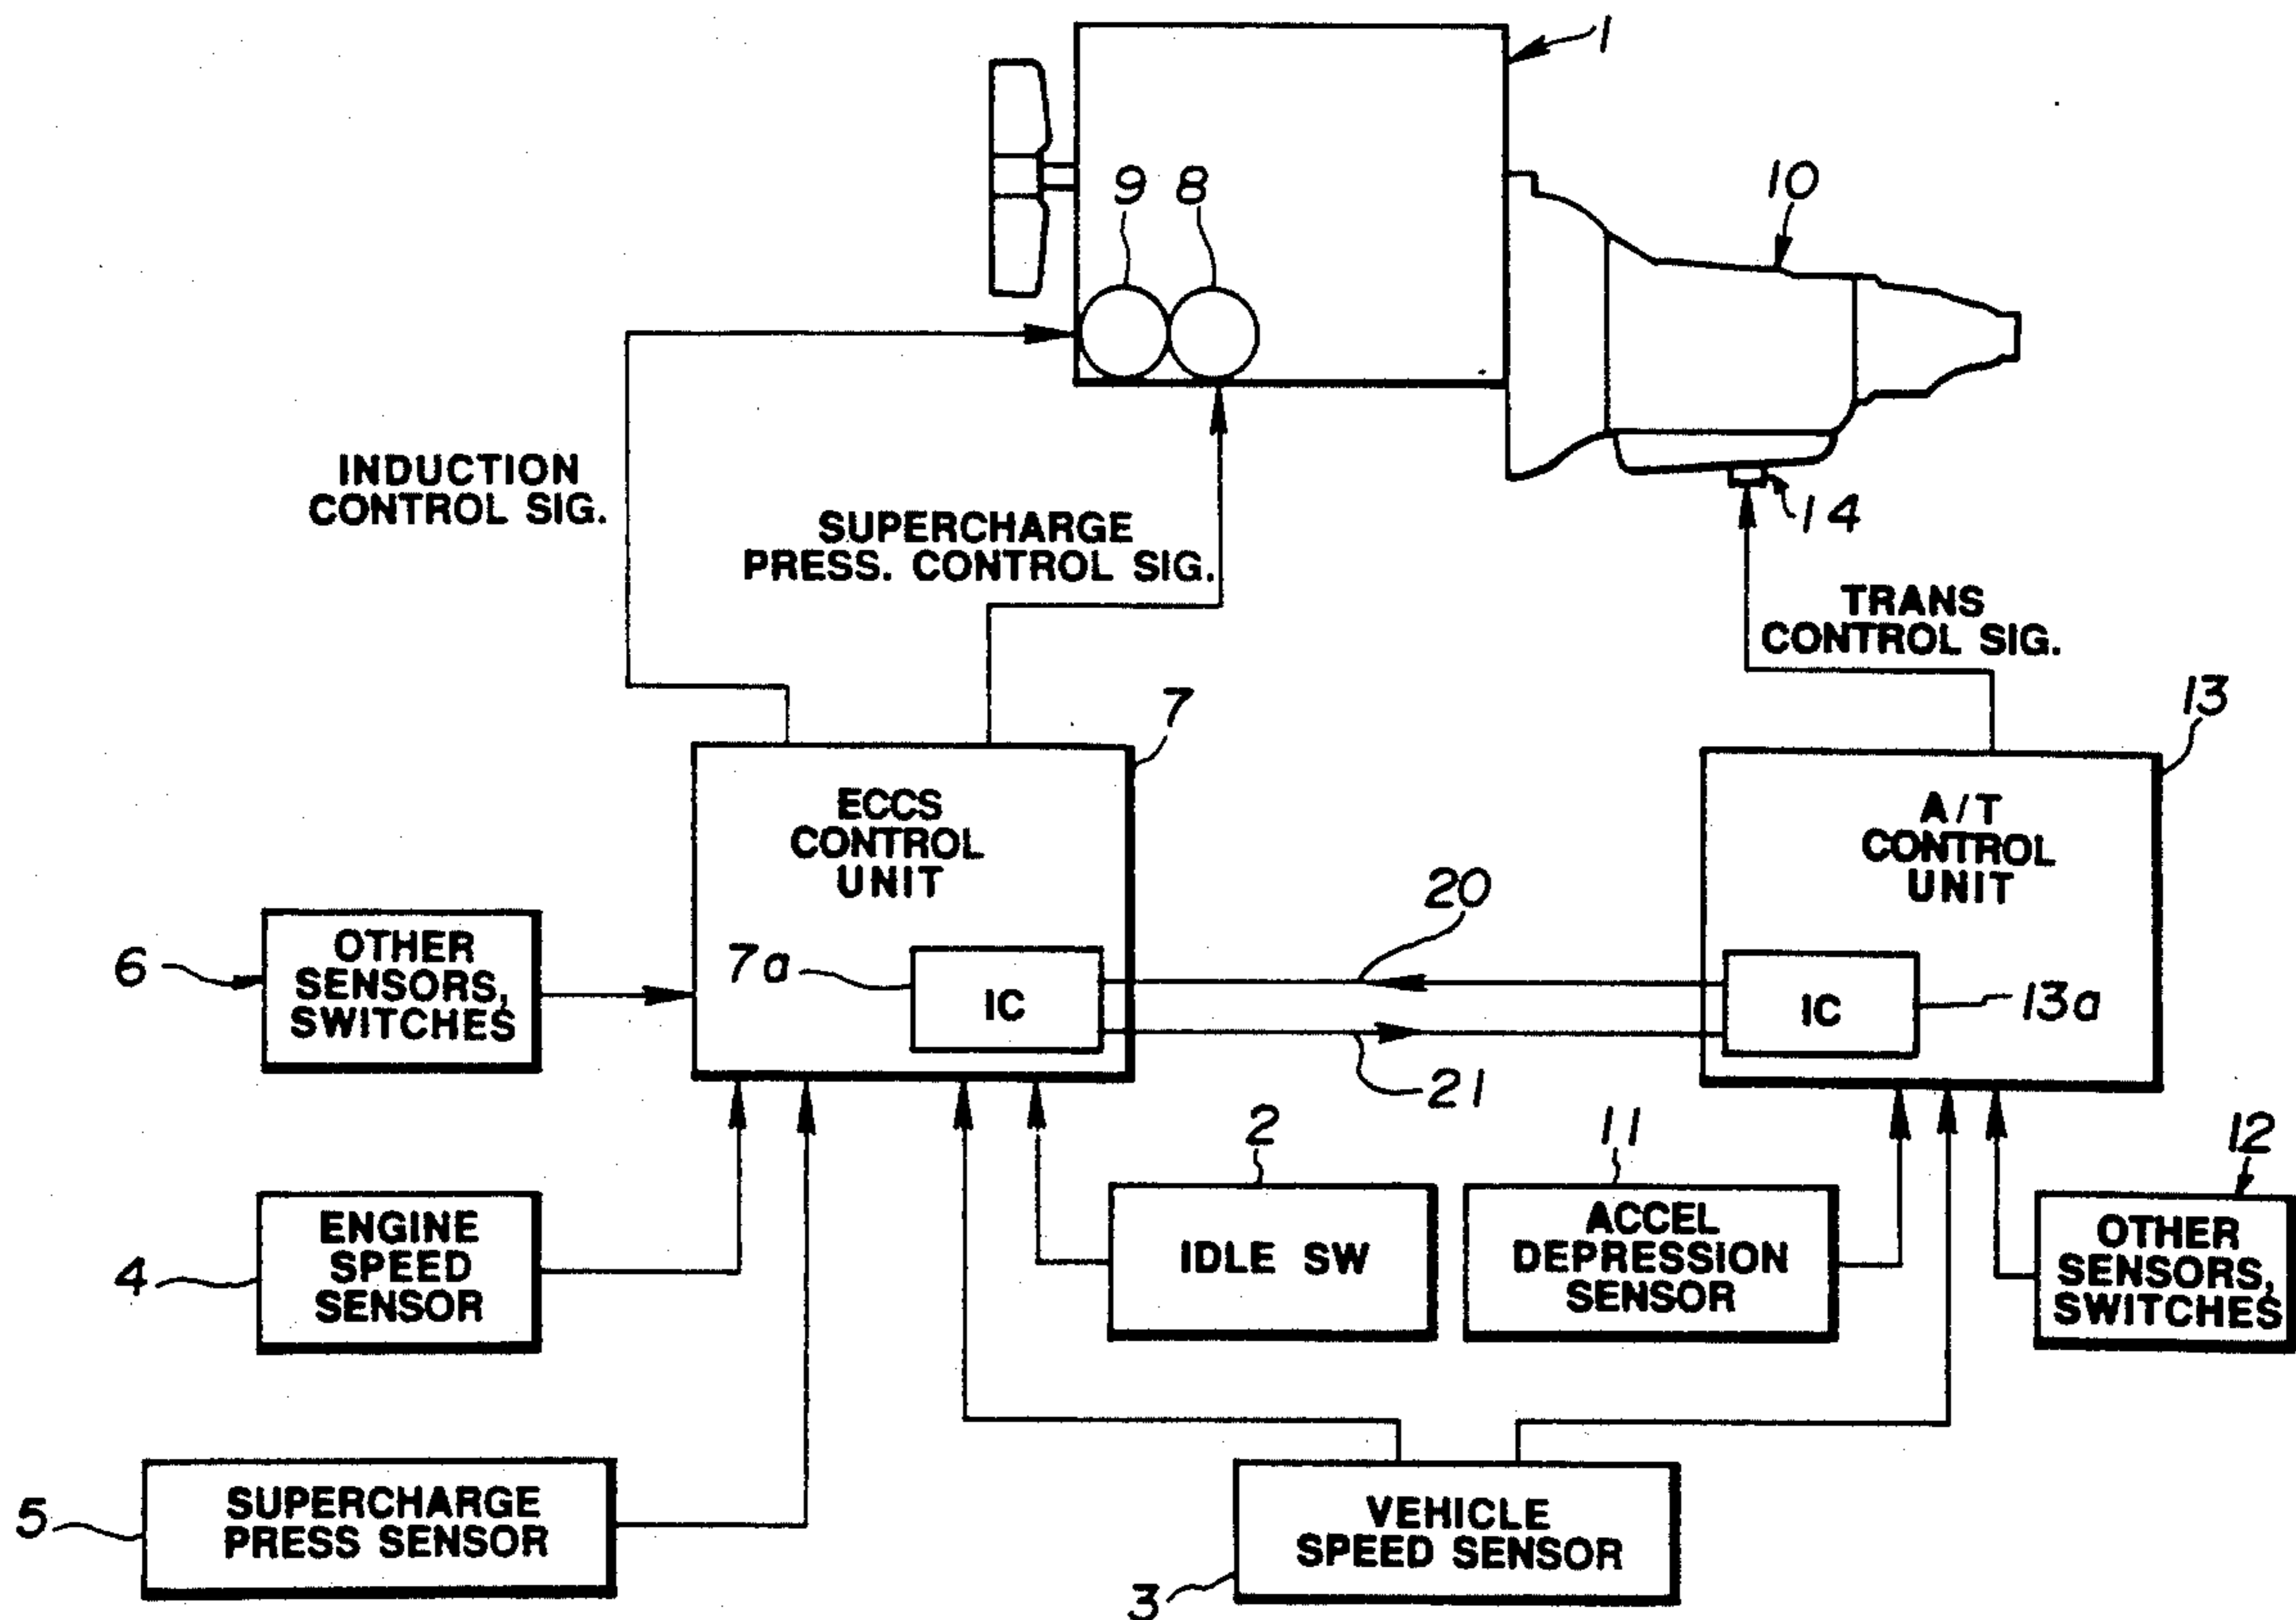 1
10
9 8
14
INDUCTION
CONTROL SIG.
SUPERCHARGE
PRESS. CONTROL SIG.
TRANS
CONTROL SIG.
7
13
ECCS
CONTROL
UNIT
A/T
CONTROL
UNIT
20
6
OTHER
SENSORS,
SWITCHES
7a
IC
IC
13a
21
2
11
12
4
ENGINE
SPEED
SENSOR
IDLE SW
ACCEL
DEPRESSION
SENSOR
OTHER
SENSORS,
SWITCHES
5
SUPERCHARGE
PRESS SENSOR
VEHICLE
SPEED SENSOR
3